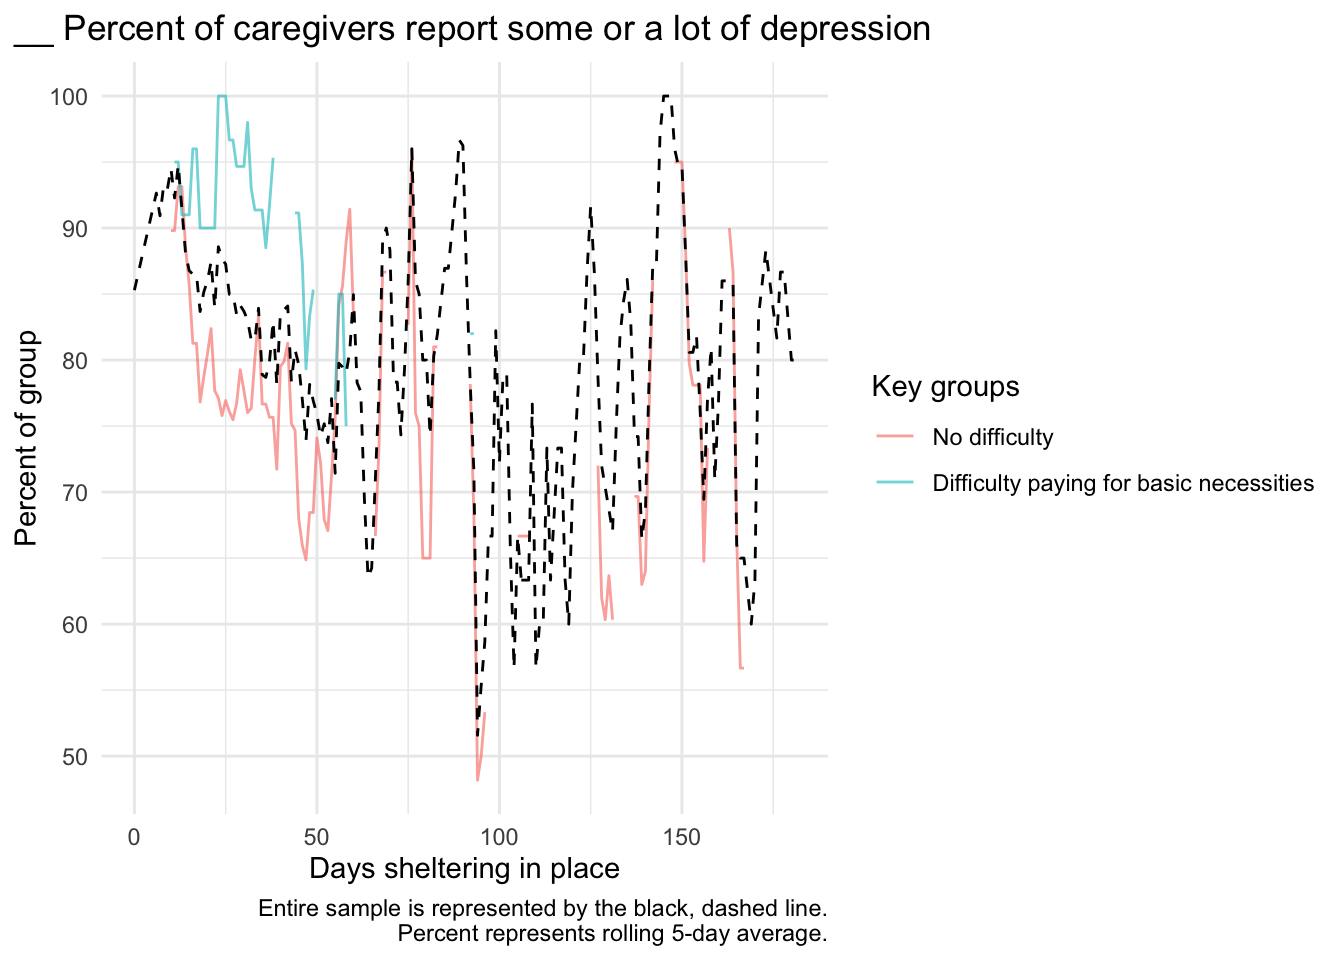 __ Percent of caregivers report some or a lot of depression
Percent of group
100
90
80
70
60
50
0 50 100 150
Days sheltering in place
Key groups
No difficulty
Difficulty paying for basic necessities
Entire sample is represented by the black, dashed line.
Percent represents rolling 5-day average.